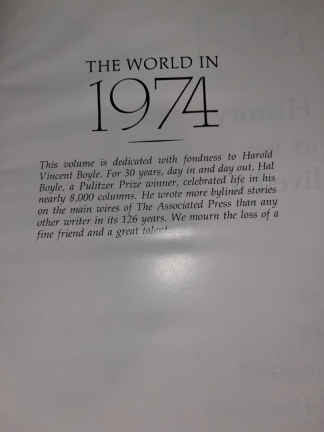 THE WORLD IN
1974
This volume is dedicated with fondness to Harold
Vincent Boyle. For 30 years, day in and day out, Hal
Boyle, a Pulitzer Prize winner, celebrated life in his
nearly 8,000 columns. He wrote more bylined stories
on the main wires of The Associated Press than any
other writer in its 126 years. We mourn the loss of a
fine friend and a great talent